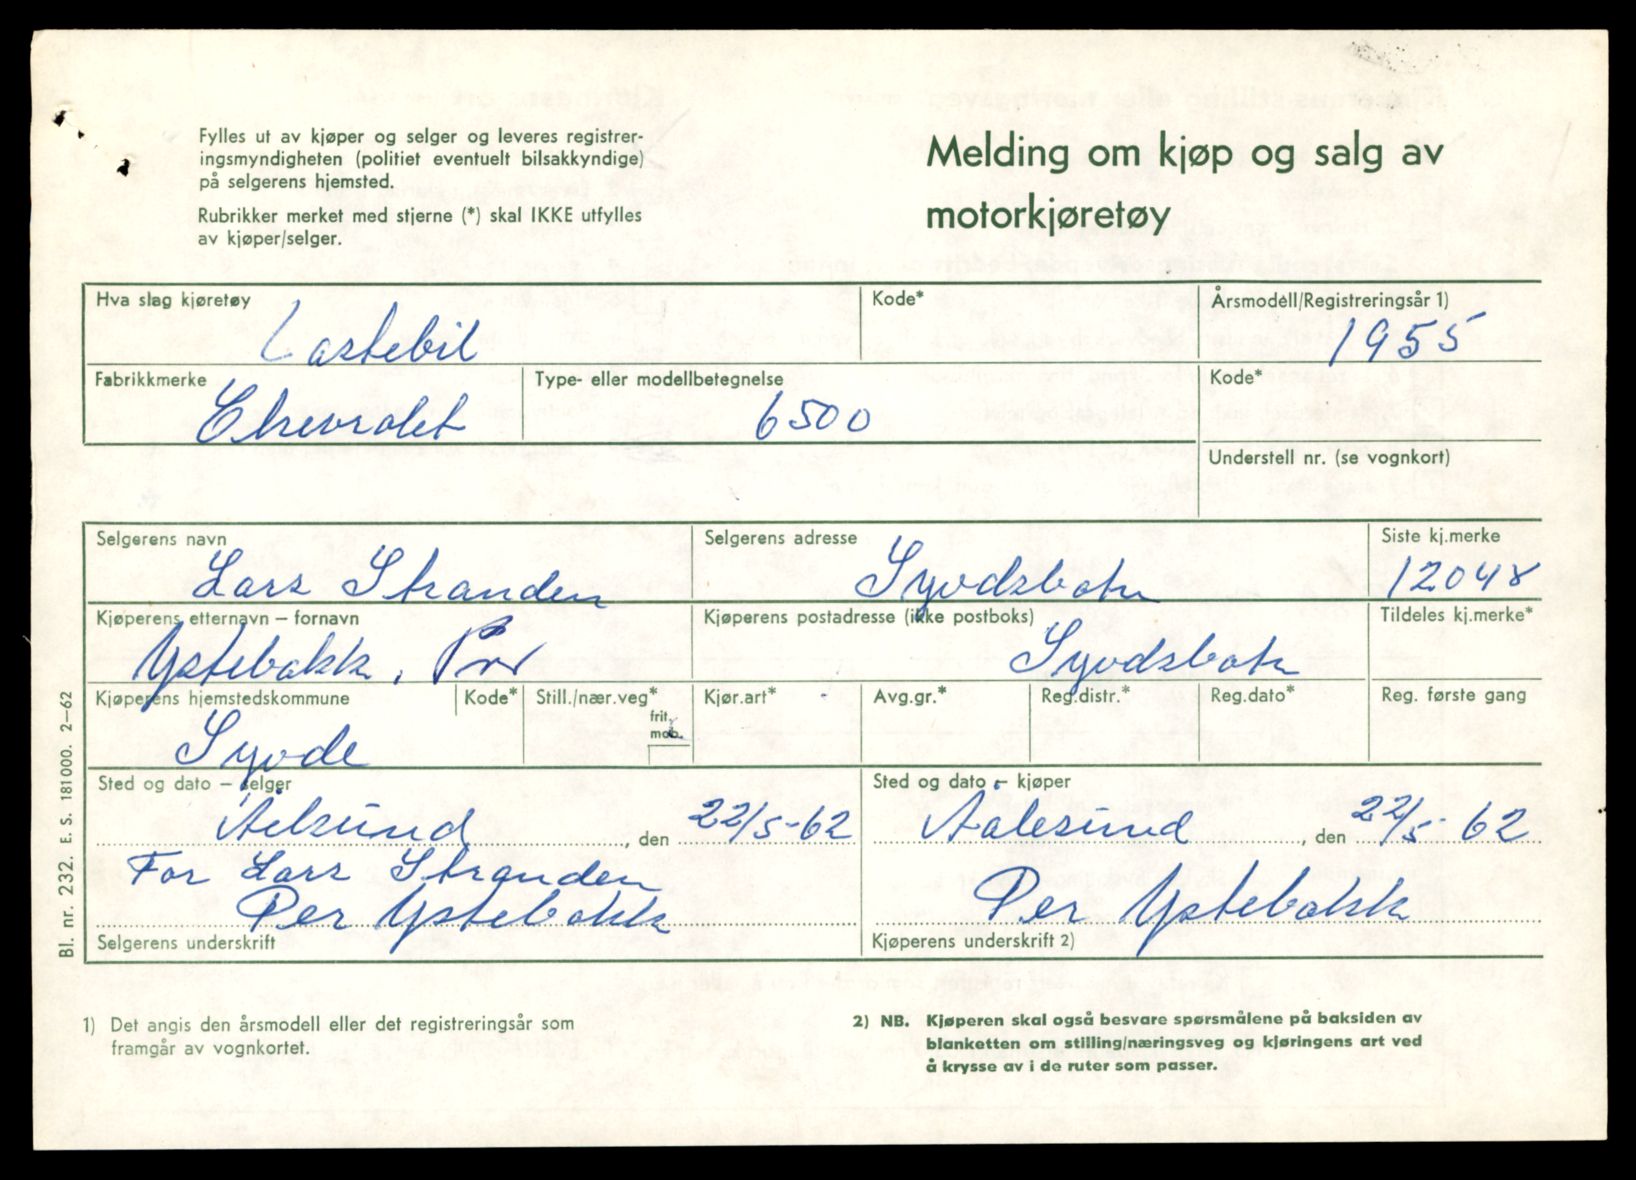 Fylles ut av kjøper og selger og leveres registrer-
ingsmyndigheten (politiet eventuelt bilsakkyndige)
på selgerens hjemsted.
Rubrikker merket med stjerne (*) skal IKKE utfylles
av kjøper/selger.
Melding om kjøp og salg av
motorkjøretøy
Hva slag kjøretøy
Kode*
Årsmodell/Registreringsår 1)
Lastebil
1955
Fabrikkmerke
Type- eller modellbetegnelse
Kode*
Chevrolet
6500
Understell nr. (se vognkort)
Selgerens navn
Selgerens adresse
Siste kj.merke
Lars Stranden
Syvdsbotn
12048
Kjøperens etternavn – fornavn
Kjøperens postadresse (ikke postboks)
Tildeles kj.merke*
Ystebakk, Per
Syvdsbotn
Kjøperens hjemstedskommune
Kode*
Still./nær.veg*
frit.
mob.
Kjør.art*
Avg.gr.*
Reg.distr.*
Reg.dato*
Reg. første gang
Syvde
Sted og dato – selger
Sted og dato – kjøper
Ålesund, den 22/5-62
Aalesund, den 22/5- 62
For Lars Stranden
Per Ystebakk
Per Ystebakk
Selgerens underskrift
Kjøperens underskrift 2)
Bl. nr. 232. E. S. 181000. 2–62
1) Det angis den årsmodell eller det registreringsår som
framgår av vognkortet.
2) NB. Kjøperen skal også besvare spørsmålene på baksiden av
blanketten om stilling/næringsveg og kjøringens art ved
å krysse av i de ruter som passer.